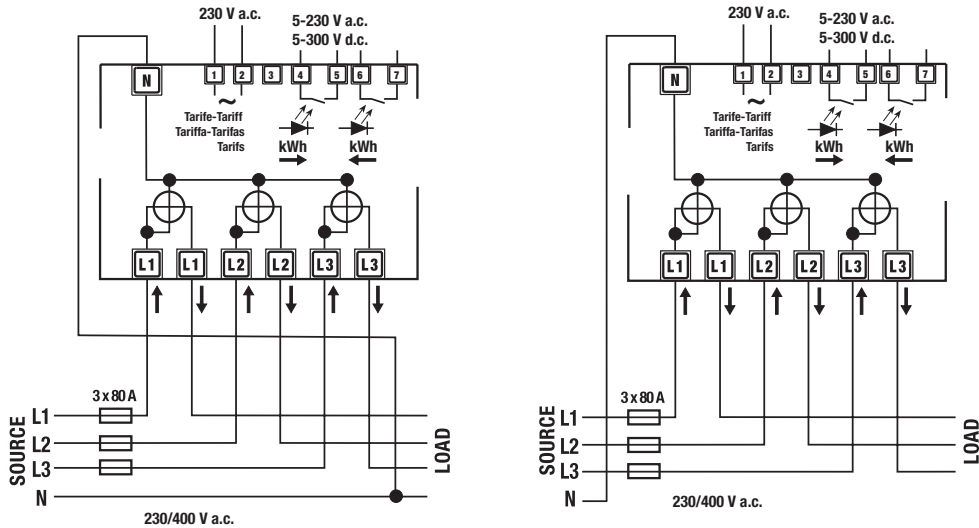 230 V a.c.
5-230 V a.c.
5-300 V d.c.
N
1
2
3
4
5
6
7
~
Tarife-Tariff
Tariffa-Tarifas
Tarifs
kWh
kWh
L1
L1
L2
L2
L3
L3
3 x 80 A
SOURCE
L1
L2
L3
N
LOAD
230/400 V a.c.
230 V a.c.
5-230 V a.c.
5-300 V d.c.
N
1
2
3
4
5
6
7
~
Tarife-Tariff
Tariffa-Tarifas
Tarifs
kWh
kWh
L1
L1
L2
L2
L3
L3
3 x 80 A
SOURCE
L1
L2
L3
N
LOAD
230/400 V a.c.